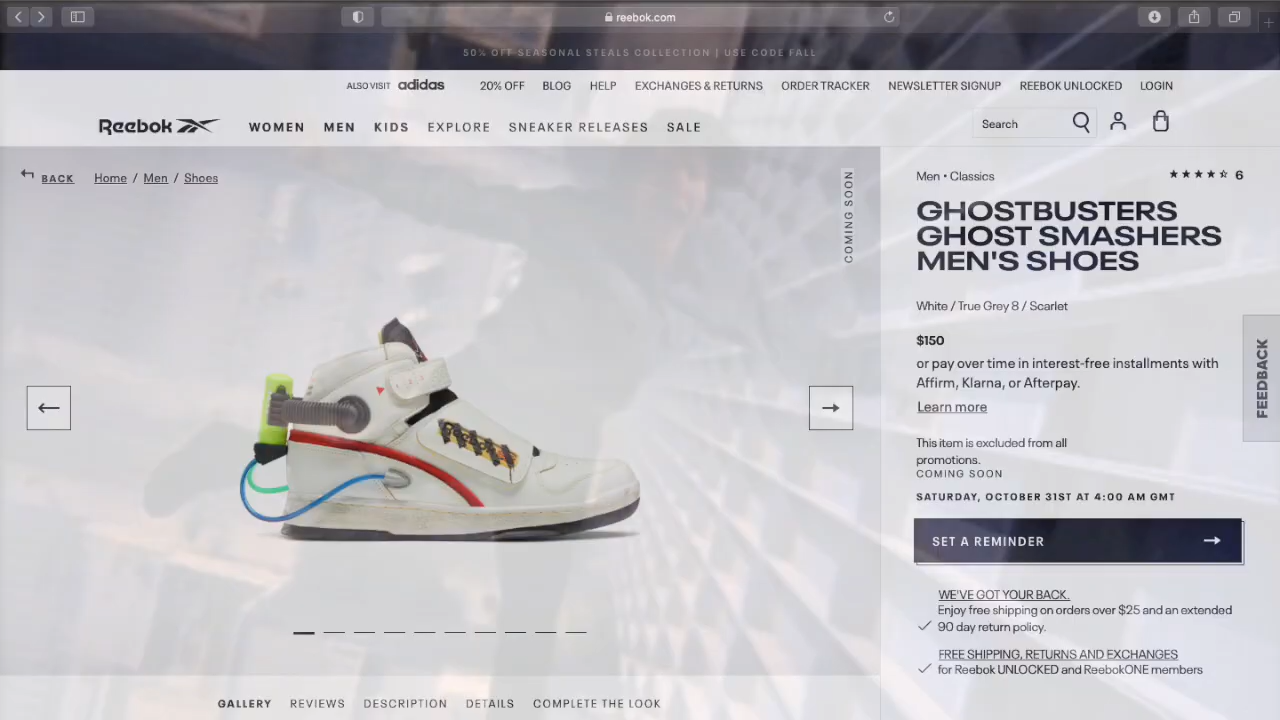 reebok.com
50% OFF SEASONAL STEALS COLLECTION | USE CODE FALL
ALSO VISIT adidas 20% OFF BLOG HELP EXCHANGES & RETURNS ORDER TRACKER NEWSLETTER SIGNUP REEBOK UNLOCKED LOGIN
Reebok WOMEN MEN KIDS EXPLORE SNEAKER RELEASES SALE Search
BACK Home / Men / Shoes
COMING SOON
Men • Classics 6
GHOSTBUSTERS
GHOST SMASHERS
MEN'S SHOES
White / True Grey 8 / Scarlet
$150
or pay over time in interest-free installments with
Affirm, Klarna, or Afterpay.
Learn more
This item is excluded from all
promotions.
COMING SOON
SATURDAY, OCTOBER 31ST AT 4:00 AM GMT
SET A REMINDER
WE'VE GOT YOUR BACK.
Enjoy free shipping on orders over $25 and an extended
90 day return policy.
FREE SHIPPING, RETURNS AND EXCHANGES
for Reebok UNLOCKED and ReebokONE members
FEEDBACK
GALLERY REVIEWS DESCRIPTION DETAILS COMPLETE THE LOOK